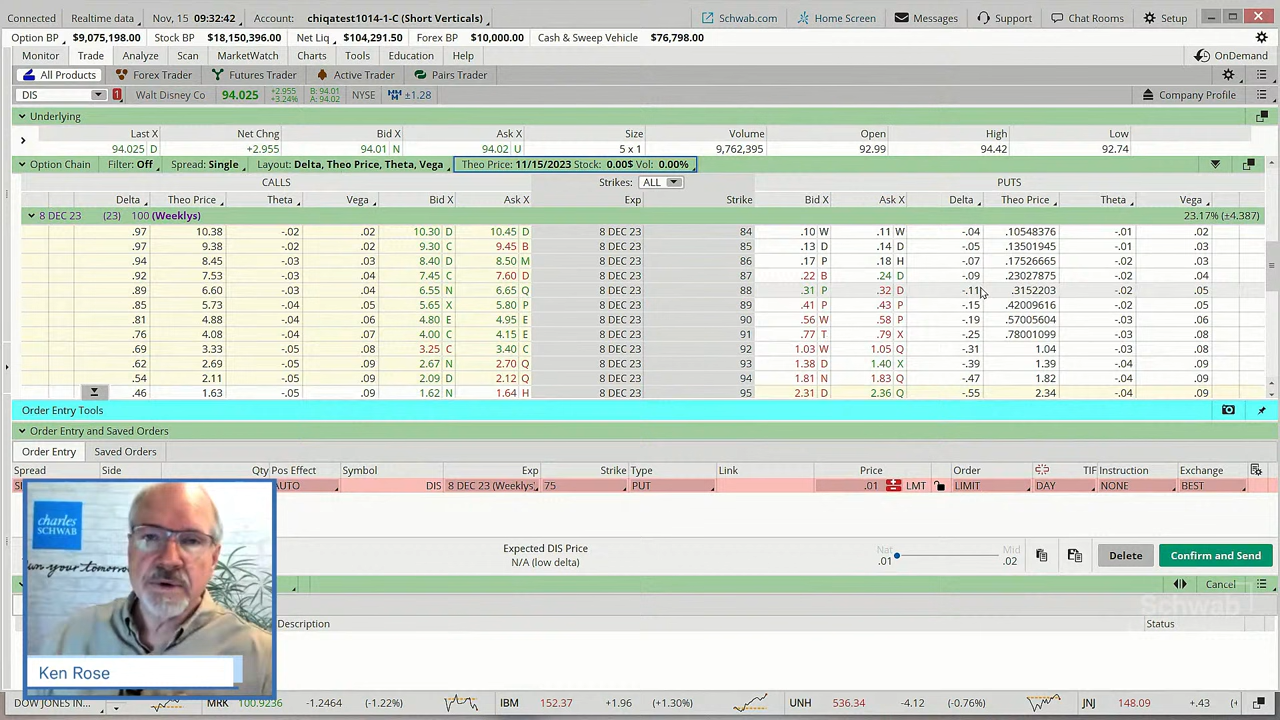 Connected Realtime data Nov, 15 09:32:42 Account: chiqatest1014-1-C (Short Verticals) Schwab.com Home Screen Messages Support Chat Rooms Setup
Option BP $9,075,198.00 Stock BP $18,150,396.00 Net Liq $104,291.50 Forex BP $10,000.00 Cash & Sweep Vehicle $76,798.00
Monitor Trade Analyze Scan MarketWatch Charts Tools Education Help OnDemand
All Products Forex Trader Futures Trader Active Trader Pairs Trader
DIS 1 Walt Disney Co 94.025 +2.955 +3.24% B: 94.01 A: 94.02 NYSE ±1.28 Company Profile
Underlying
Last X Net Chng Bid X Ask X Size Volume Open High Low
94.025 D +2.955 94.01 N 94.02 U 5 x 1 9,762,395 92.99 94.42 92.74
Option Chain Filter: Off Spread: Single Layout: Delta, Theo Price, Theta, Vega Theo Price: 11/15/2023 Stock: 0.00$ Vol: 0.00%
CALLS Strikes: ALL PUTS
Delta Theo Price Theta Vega Bid X Ask X Exp Strike Bid X Ask X Delta Theo Price Theta Vega
8 DEC 23 (23) 100 (Weeklys) 23.17% (±4.387)
.97 10.38 -.02 .02 10.30 D 10.45 D 8 DEC 23 84 .10 W .11 W -.04 .10548376 -.01 .02
.97 9.38 -.02 .02 9.30 C 9.45 B 8 DEC 23 85 .13 D .14 D -.05 .13501945 -.01 .03
.94 8.45 -.02 .03 8.40 D 8.50 M 8 DEC 23 86 .17 P .18 H -.07 .17526665 -.01 .03
.92 7.53 -.03 .04 7.45 C 7.60 D 8 DEC 23 87 .22 B .24 D -.09 .23027875 -.02 .04
.89 6.60 -.03 .04 6.55 N 6.65 Q 8 DEC 23 88 .31 P .32 D -.11 .3152203 -.02 .05
.85 5.73 -.04 .05 5.65 X 5.80 P 8 DEC 23 89 .41 P .43 P -.15 .42009616 -.02 .05
.81 4.88 -.04 .06 4.80 E 4.95 E 8 DEC 23 90 .56 W .58 P -.19 .57005604 -.03 .06
.76 4.08 -.04 .08 4.00 C 4.15 E 8 DEC 23 91 .77 T .79 X -.25 .78001099 -.03 .08
.69 3.33 -.05 .08 3.25 C 3.40 C 8 DEC 23 92 1.03 W 1.05 Q -.31 1.04 -.03 .08
.62 2.69 -.05 .09 2.67 N 2.70 Q 8 DEC 23 93 1.38 D 1.40 X -.39 1.39 -.04 .09
.54 2.11 -.05 .09 2.09 D 2.12 Q 8 DEC 23 94 1.81 N 1.83 Q -.47 1.82 -.04 .09
.46 1.63 -.05 .09 1.62 N 1.64 H 8 DEC 23 95 2.31 D 2.36 Q -.55 2.34 -.04 .09
Order Entry Tools
Order Entry and Saved Orders
Order Entry Saved Orders
Spread Side Qty Pos Effect Symbol Exp Strike Type Link Price Order TIF Instruction Exchange
AUTO DIS 8 DEC 23 (Weeklys) 75 PUT .01 LMT LIMIT DAY NONE BEST
Expected DIS Price
N/A (low delta)
Nat Mid
.01 .02
Delete Confirm and Send
Cancel
Schwab
Description Status
charles
SCHWAB
Ken Rose
DOW JONES IN... MRK 100.9236 -1.2464 (-1.22%) IBM 152.37 +1.96 (+1.30%) UNH 536.34 -4.12 (-0.76%) JNJ 148.09 +.43